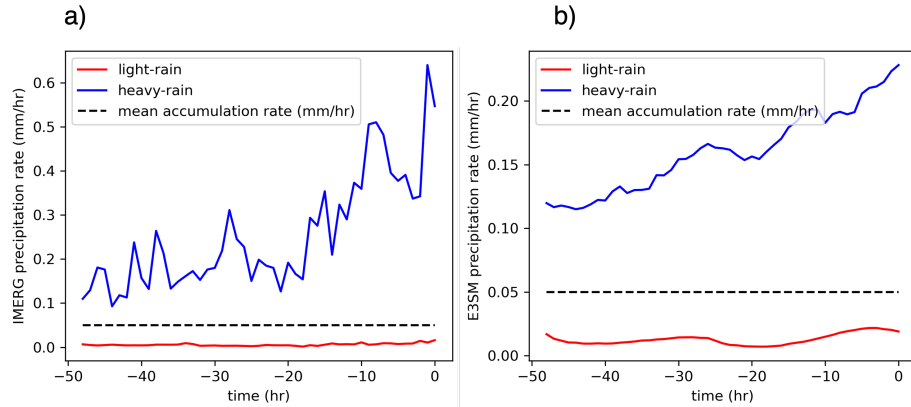 a)
IMERG precipitation rate (mm/hr)
0.6
0.5
0.4
0.3
0.2
0.1
0.0
light-rain
heavy-rain
mean accumulation rate (mm/hr)
−50
−40
−30
−20
−10
0
time (hr)
b)
E3SM precipitation rate (mm/hr)
0.20
0.15
0.10
0.05
0.00
light-rain
heavy-rain
mean accumulation rate (mm/hr)
−50
−40
−30
−20
−10
0
time (hr)